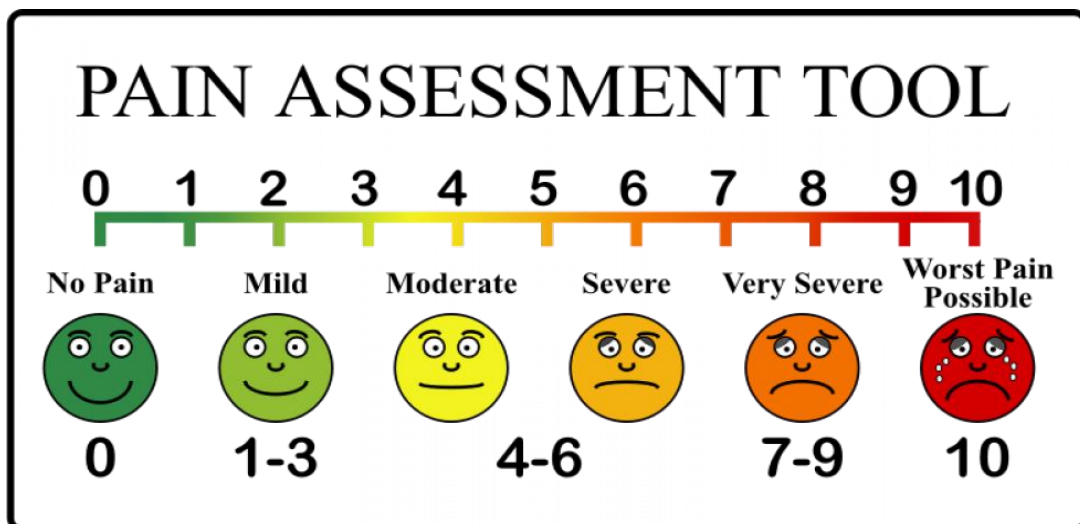 PAIN ASSESSMENT TOOL
0 1 2 3 4 5 6 7 8 9 10
No Pain Mild Moderate Severe Very Severe Worst Pain
Possible
0 1-3 4-6 7-9 10